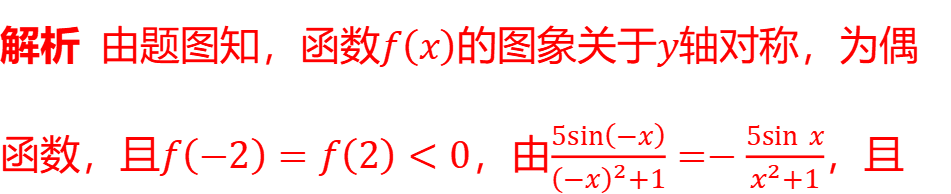 解析 由题图知，函数f(x)的图象关于y轴对称，为偶
函数，且f(−2) = f(2) < 0，由5sin(−x)/((−x)²+1) = − 5sin x/(x²+1)，且